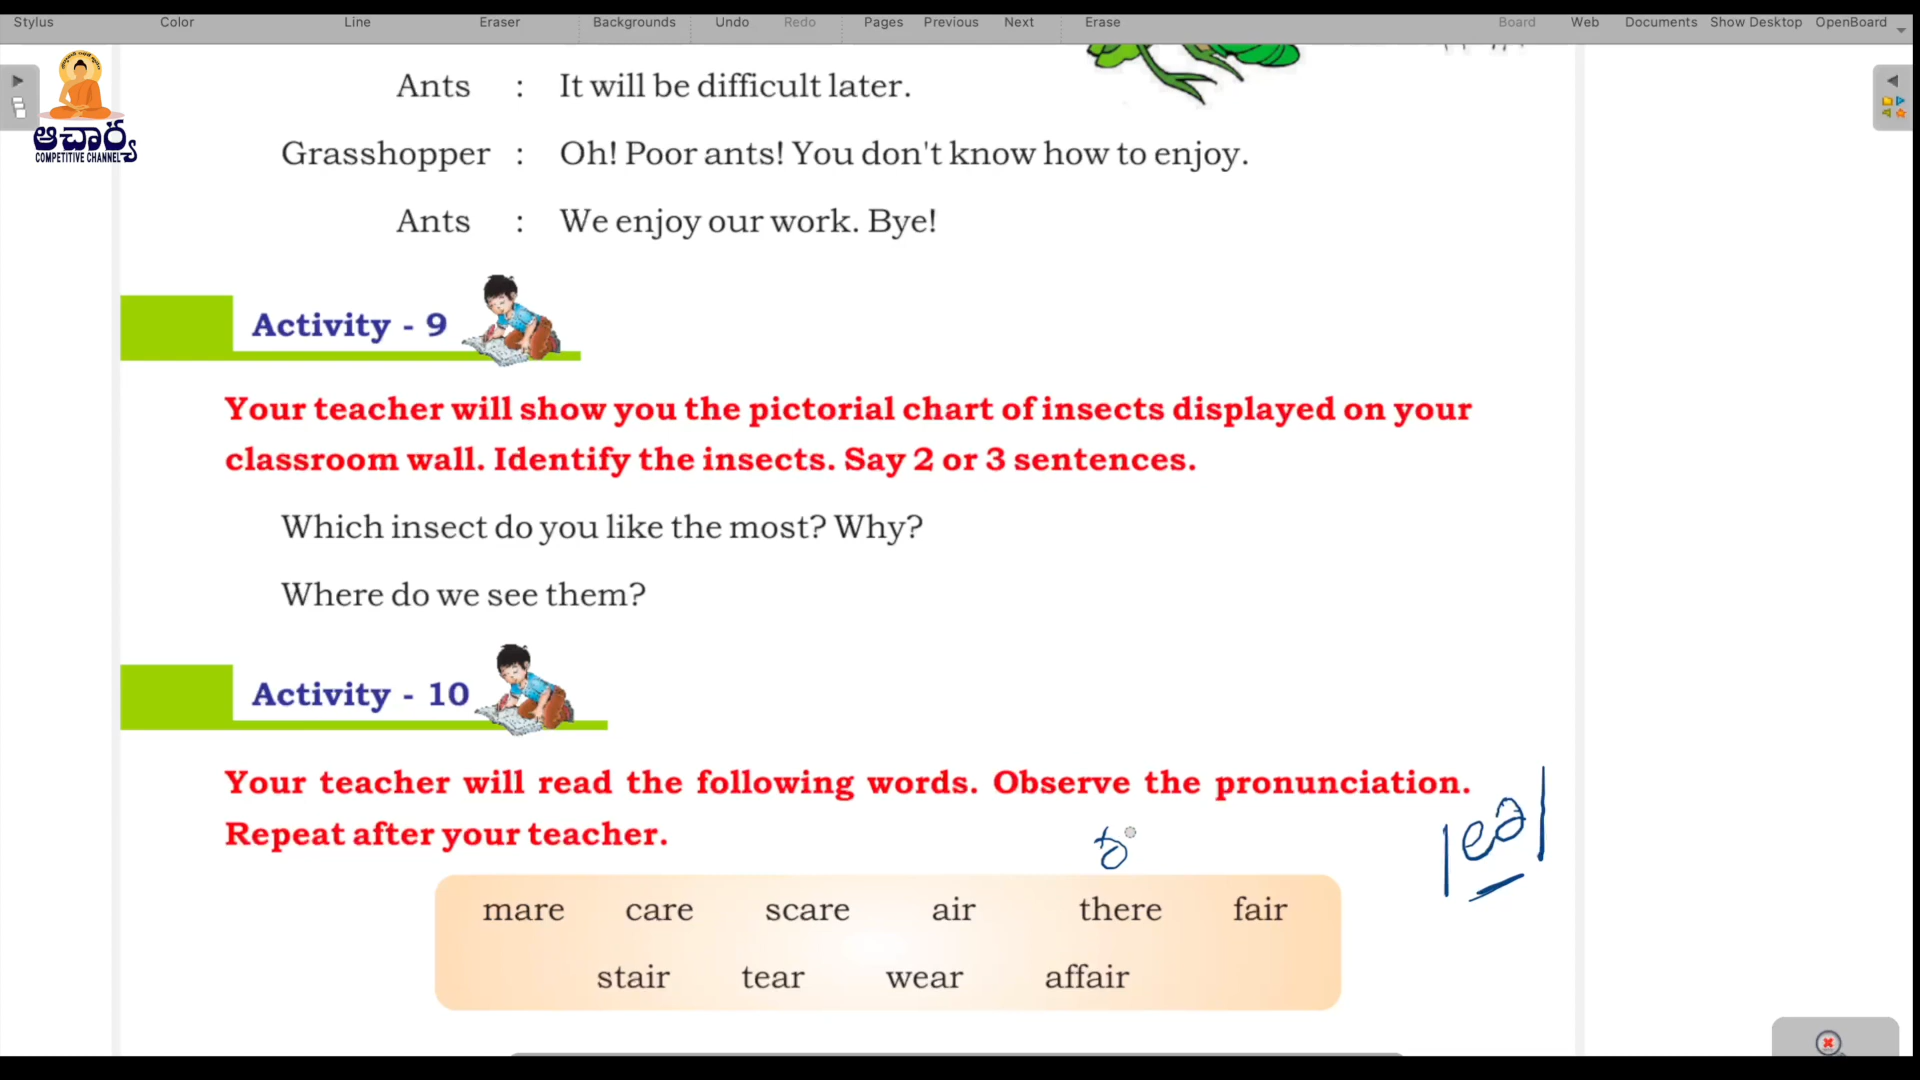 Stylus Color Line Eraser Backgrounds Undo Redo Pages Previous Next Erase Board Web Documents Show Desktop OpenBoard
ಆಚಾರ್ಯ
COMPETITIVE CHANNEL
Ants : It will be difficult later.
Grasshopper : Oh! Poor ants! You don't know how to enjoy.
Ants : We enjoy our work. Bye!
Activity - 9
Your teacher will show you the pictorial chart of insects displayed on your
classroom wall. Identify the insects. Say 2 or 3 sentences.
Which insect do you like the most? Why?
Where do we see them?
Activity - 10
Your teacher will read the following words. Observe the pronunciation.
Repeat after your teacher.
/eə/
mare care scare air there fair
stair tear wear affair